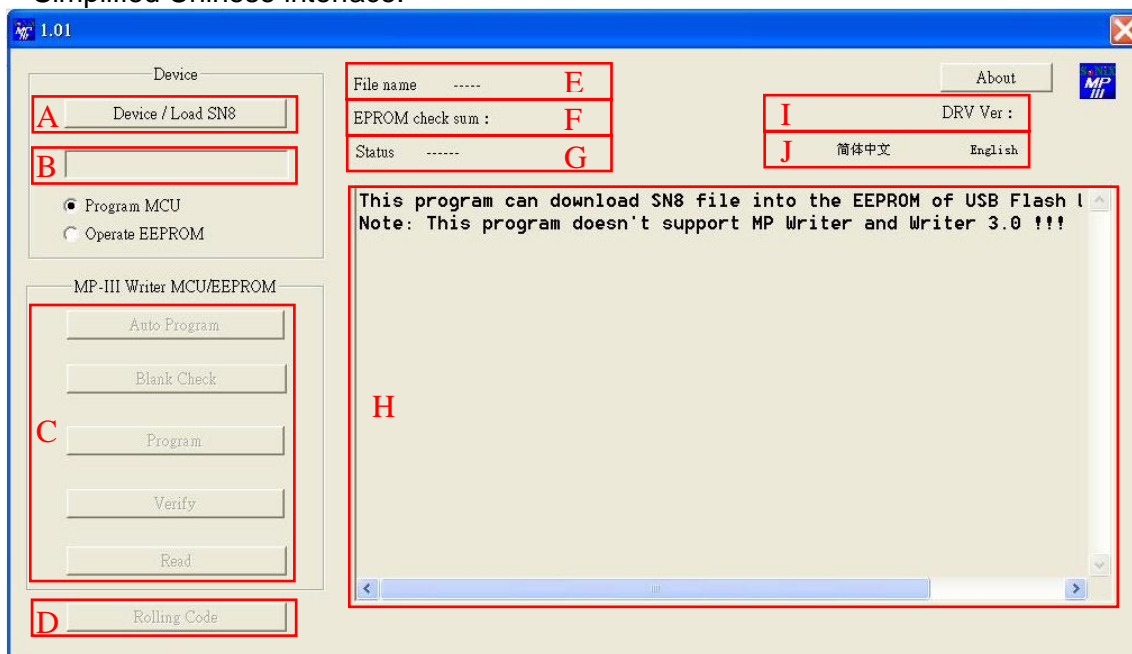 Simplified Chinese interface.
1.01
Device
A Device / Load SN8
B
Program MCU
Operate EEPROM
MP-III Writer MCU/EEPROM
Auto Program
Blank Check
C Program
Verify
Read
D Rolling Code
File name ----- E
EPROM check sum : F
Status ------ G
About
SONiX MP III
I DRV Ver :
J 简体中文 English
This program can download SN8 file into the EEPROM of USB Flash
Note: This program doesn't support MP Writer and Writer 3.0 !!!
H